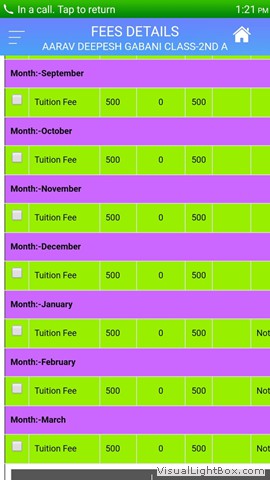 In a call. Tap to return 1:21 PM
FEES DETAILS
AARAV DEEPESH GABANI CLASS-2ND A
Month:-September
Tuition Fee 500 0 500
Month:-October
Tuition Fee 500 0 500
Month:-November
Tuition Fee 500 0 500
Month:-December
Tuition Fee 500 0 500
Month:-January
Tuition Fee 500 0 500 Not
Month:-February
Tuition Fee 500 0 500 Not
Month:-March
Tuition Fee 500 0 500 Not
VisualLightBox.com